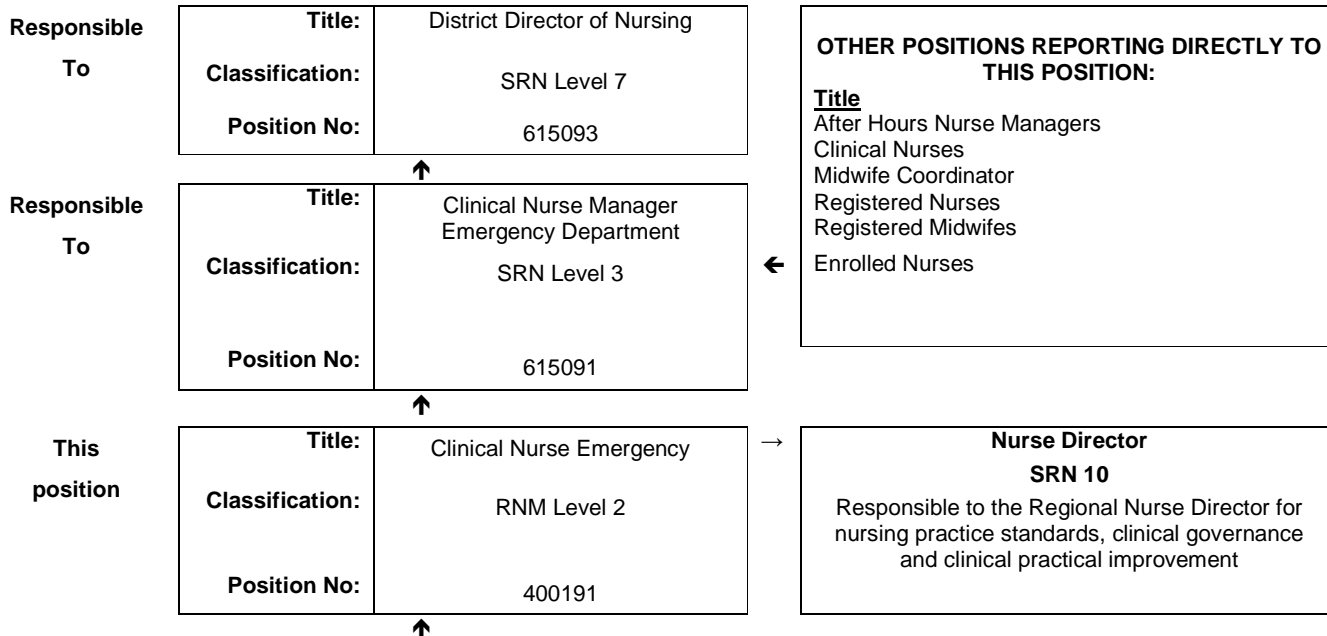 Responsible
To
Title: District Director of Nursing
Classification: SRN Level 7
Position No: 615093
↑
Responsible
To
Title: Clinical Nurse Manager
Emergency Department
Classification: SRN Level 3
Position No: 615091
↑
←
OTHER POSITIONS REPORTING DIRECTLY TO
THIS POSITION:
Title
After Hours Nurse Managers
Clinical Nurses
Midwife Coordinator
Registered Nurses
Registered Midwifes
Enrolled Nurses
This
position
Title: Clinical Nurse Emergency
Classification: RNM Level 2
Position No: 400191
↑
→
Nurse Director
SRN 10
Responsible to the Regional Nurse Director for
nursing practice standards, clinical governance
and clinical practical improvement